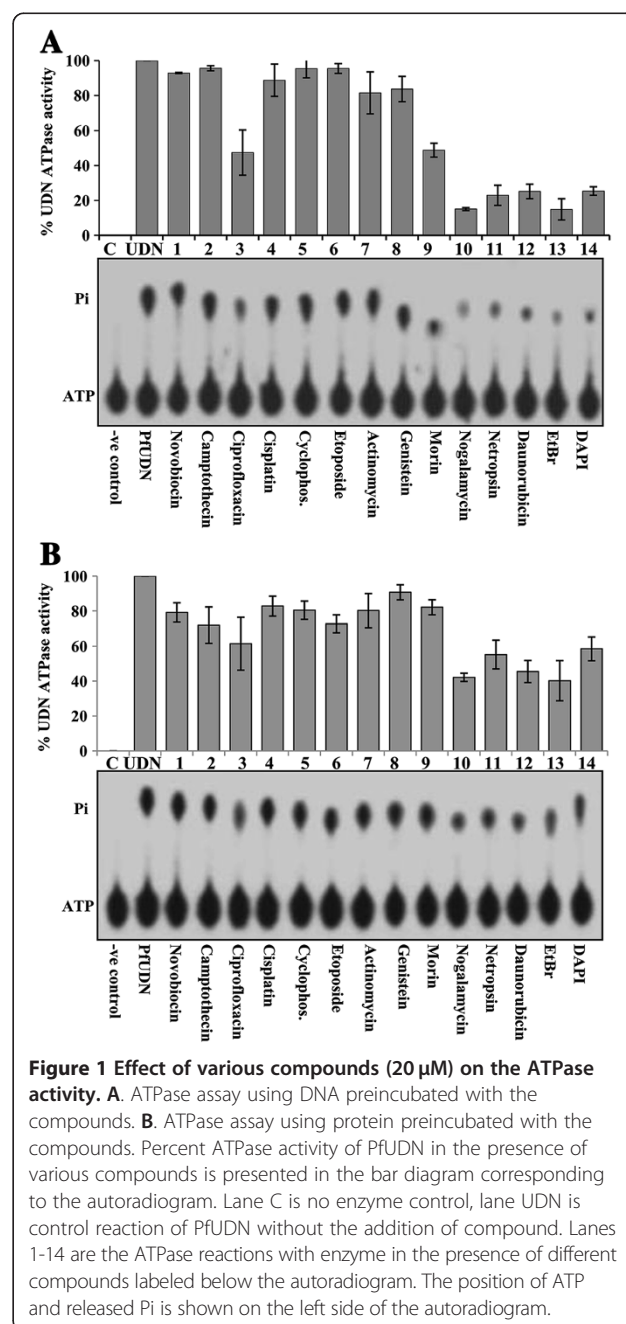 A
% UDN ATPase activity
100
80
60
40
20
0
C UDN 1 2 3 4 5 6 7 8 9 10 11 12 13 14
Pi
ATP
-ve control
PfUDN
Novobiocin
Camptothecin
Ciprofloxacin
Cisplatin
Cyclophos.
Etoposide
Actinomycin
Genistein
Morin
Nogalamycin
Netropsin
Daunorubicin
EtBr
DAPI
B
% UDN ATPase activity
100
80
60
40
20
0
C UDN 1 2 3 4 5 6 7 8 9 10 11 12 13 14
Pi
ATP
-ve control
PfUDN
Novobiocin
Camptothecin
Ciprofloxacin
Cisplatin
Cyclophos.
Etoposide
Actinomycin
Genistein
Morin
Nogalamycin
Netropsin
Daunorubicin
EtBr
DAPI
Figure 1 Effect of various compounds (20 μM) on the ATPase
activity. A. ATPase assay using DNA preincubated with the
compounds. B. ATPase assay using protein preincubated with the
compounds. Percent ATPase activity of PfUDN in the presence of
various compounds is presented in the bar diagram corresponding
to the autoradiogram. Lane C is no enzyme control, lane UDN is
control reaction of PfUDN without the addition of compound. Lanes
1-14 are the ATPase reactions with enzyme in the presence of different
compounds labeled below the autoradiogram. The position of ATP
and released Pi is shown on the left side of the autoradiogram.